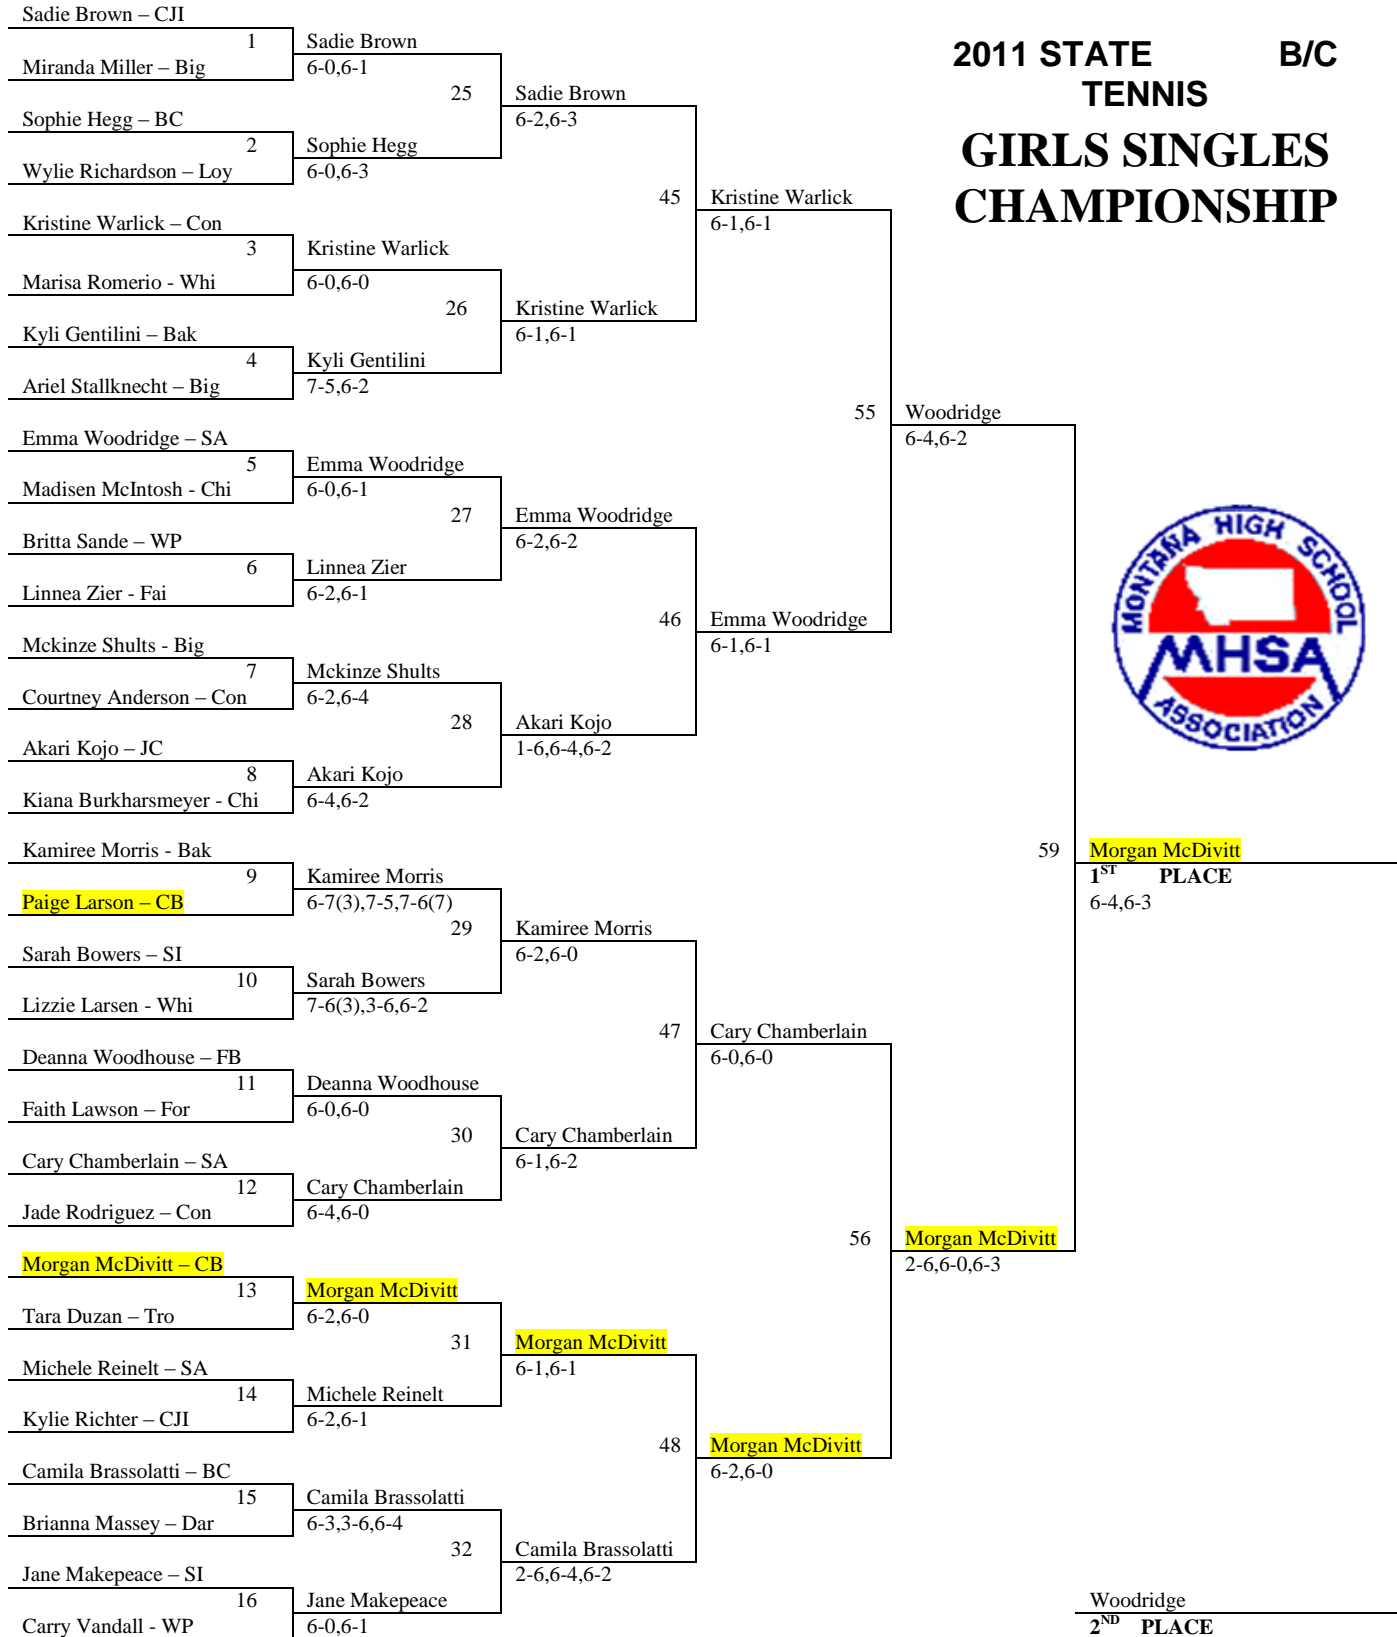 2011 STATE B/C
TENNIS
GIRLS SINGLES
CHAMPIONSHIP
Sadie Brown – CJI
1 Sadie Brown
Miranda Miller – Big 6-0,6-1
25 Sadie Brown
Sophie Hegg – BC 6-2,6-3
2 Sophie Hegg
Wylie Richardson – Loy 6-0,6-3
45 Kristine Warlick
Kristine Warlick – Con 6-1,6-1
3 Kristine Warlick
Marisa Romerio - Whi 6-0,6-0
26 Kristine Warlick
Kyli Gentilini – Bak 6-1,6-1
4 Kyli Gentilini
Ariel Stallknecht – Big 7-5,6-2
55 Woodridge
Emma Woodridge – SA 6-4,6-2
5 Emma Woodridge
Madisen McIntosh - Chi 6-0,6-1
27 Emma Woodridge
Britta Sande – WP 6-2,6-2
6 Linnea Zier
Linnea Zier - Fai 6-2,6-1
46 Emma Woodridge
Mckinze Shults - Big 6-1,6-1
7 Mckinze Shults
Courtney Anderson – Con 6-2,6-4
28 Akari Kojo
Akari Kojo – JC 1-6,6-4,6-2
8 Akari Kojo
Kiana Burkharsmeyer - Chi 6-4,6-2
MONTANA HIGH SCHOOL
MHSA
ASSOCIATION
Kamiree Morris - Bak 59 Morgan McDivitt
9 Kamiree Morris 1ST PLACE
Paige Larson – CB 6-7(3),7-5,7-6(7) 6-4,6-3
29 Kamiree Morris
Sarah Bowers – SI 6-2,6-0
10 Sarah Bowers
Lizzie Larsen - Whi 7-6(3),3-6,6-2
47 Cary Chamberlain
Deanna Woodhouse – FB 6-0,6-0
11 Deanna Woodhouse
Faith Lawson – For 6-0,6-0
30 Cary Chamberlain
Cary Chamberlain – SA 6-1,6-2
12 Cary Chamberlain
Jade Rodriguez – Con 6-4,6-0
56 Morgan McDivitt
Morgan McDivitt – CB 2-6,6-0,6-3
13 Morgan McDivitt
Tara Duzan – Tro 6-2,6-0
31 Morgan McDivitt
Michele Reinelt – SA 6-1,6-1
14 Michele Reinelt
Kylie Richter – CJI 6-2,6-1
48 Morgan McDivitt
Camila Brassolatti – BC 6-2,6-0
15 Camila Brassolatti
Brianna Massey – Dar 6-3,3-6,6-4
32 Camila Brassolatti
Jane Makepeace – SI 2-6,6-4,6-2
16 Jane Makepeace Woodridge
Carry Vandall - WP 6-0,6-1 2ND PLACE